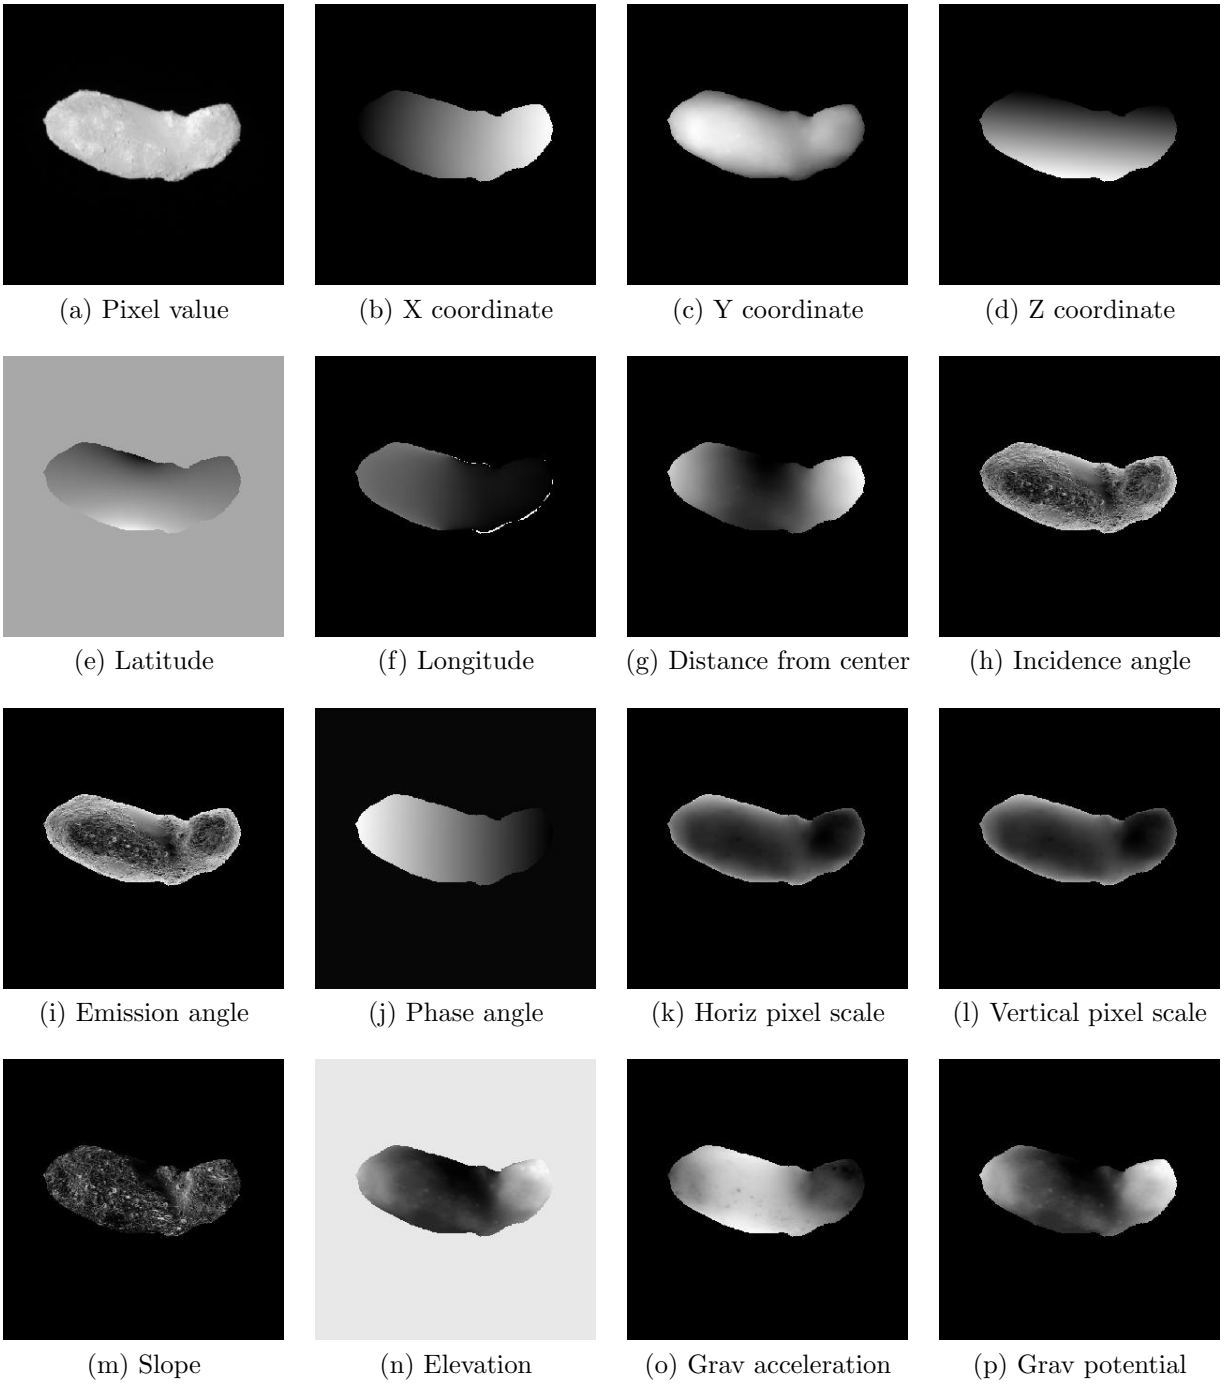 (a) Pixel value
(b) X coordinate
(c) Y coordinate
(d) Z coordinate
(e) Latitude
(f) Longitude
(g) Distance from center
(h) Incidence angle
(i) Emission angle
(j) Phase angle
(k) Horiz pixel scale
(l) Vertical pixel scale
(m) Slope
(n) Elevation
(o) Grav acceleration
(p) Grav potential